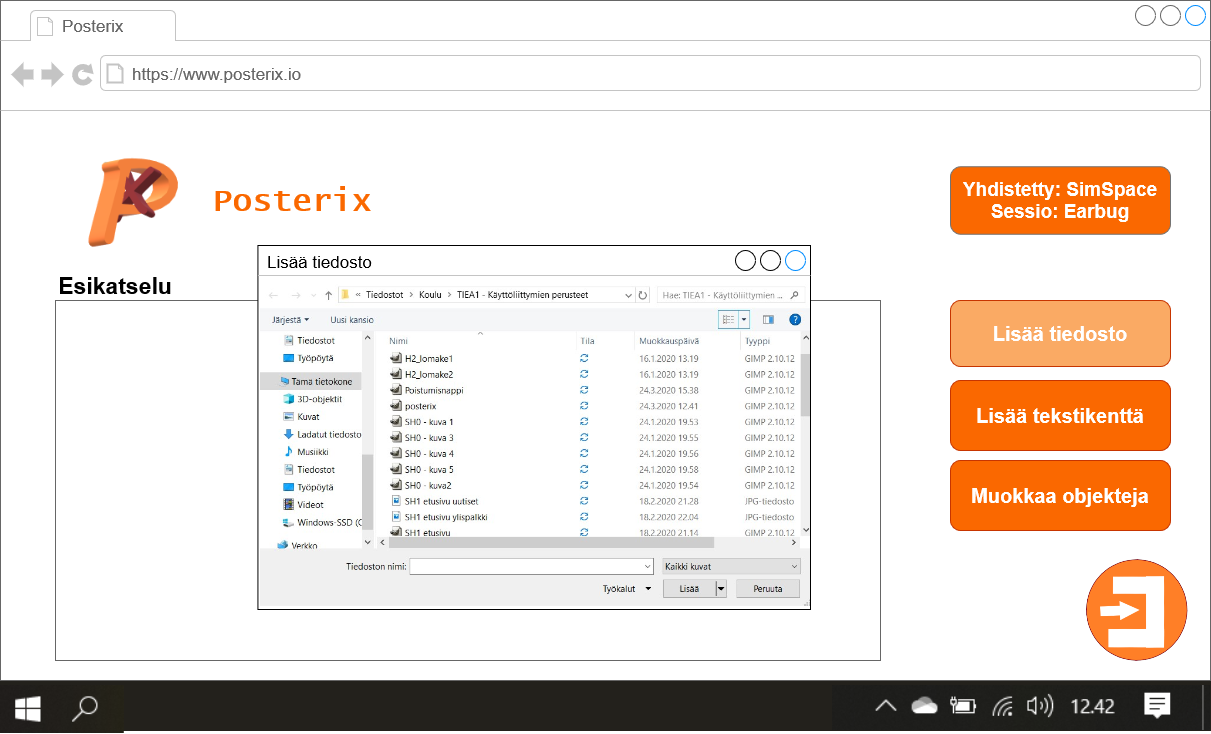 Posterix
https://www.posterix.io
Posterix
Yhdistetty: SimSpace
Sessio: Earbug
Esikatselu
Lisää tiedosto
« Tiedostot > Koulu > TIEA1 - Käyttöliittymien perusteet
Hae: TIEA1 - Käyttöliittymien ...
Järjestä
Uusi kansio
Tiedostot
Työpöytä
Tämä tietokone
3D-objektit
Kuvat
Ladatut tiedosto
Musiikki
Tiedostot
Työpöytä
Videot
Windows-SSD (C
Verkko
Nimi Tila Muokkauspäivä Tyyppi
H2_lomake1 16.1.2020 13.19 GIMP 2.10.12
H2_lomake2 16.1.2020 13.19 GIMP 2.10.12
Poistumisnappi 24.3.2020 15.38 GIMP 2.10.12
posterix 24.3.2020 12.41 GIMP 2.10.12
SH0 - kuva 1 24.1.2020 19.53 GIMP 2.10.12
SH0 - kuva 3 24.1.2020 19.55 GIMP 2.10.12
SH0 - kuva 4 24.1.2020 19.56 GIMP 2.10.12
SH0 - kuva 5 24.1.2020 19.58 GIMP 2.10.12
SH0 - kuva2 24.1.2020 19.54 GIMP 2.10.12
SH1 etusivu uutiset 18.2.2020 21.28 JPG-tiedosto
SH1 etusivu yläpalkki 18.2.2020 22.04 JPG-tiedosto
SH1 etusivu 18.2.2020 21.14 GIMP 2.10.12
Tiedoston nimi:
Kaikki kuvat
Työkalut
Lisää
Peruuta
Lisää tiedosto
Lisää tekstikenttä
Muokkaa objekteja
12.42